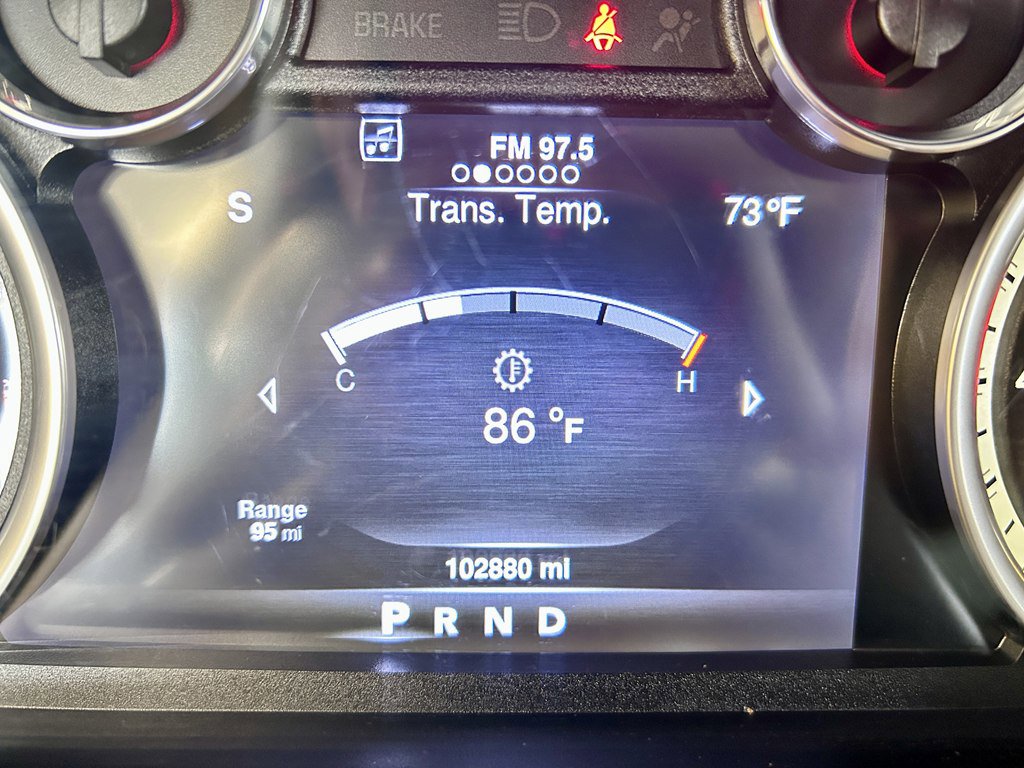 BRAKE
FM 97.5
S
Trans. Temp.
73°F
C
H
86 °F
Range
95 mi
102880 mi
P R N D